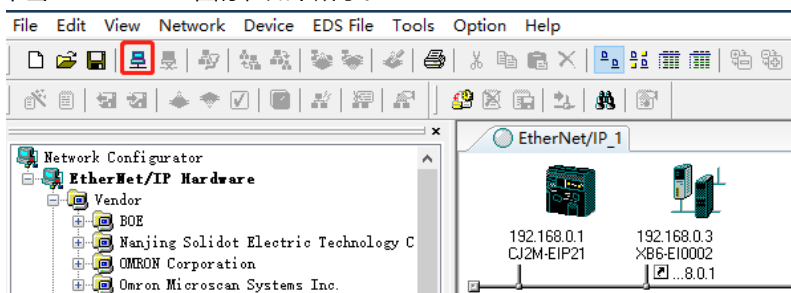 File Edit View Network Device EDS File Tools Option Help
EtherNet/IP_1
Network Configurator
EtherNet/IP Hardware
Vendor
BOE
Nanjing Solidot Electric Technology C
OMRON Corporation
Omron Microscan Systems Inc.
192.168.0.1
CJ2M-EIP21
192.168.0.3
XB6-EI0002
...8.0.1